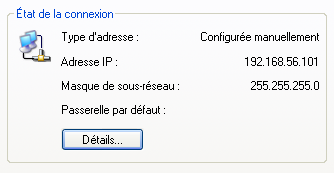 État de la connexion
Type d'adresse : Configurée manuellement
Adresse IP : 192.168.56.101
Masque de sous-réseau : 255.255.255.0
Passerelle par défaut :
Détails...